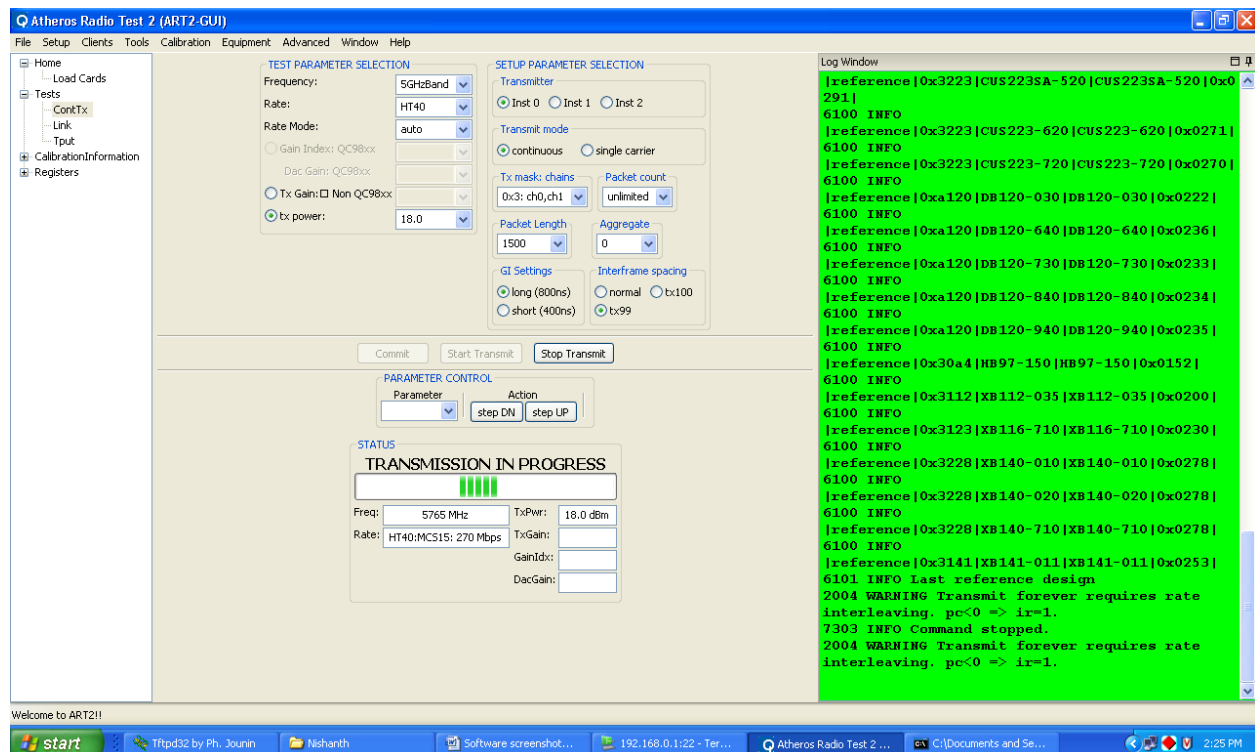 Atheros Radio Test 2 (ART2-GUI)
File Setup Clients Tools Calibration Equipment Advanced Window Help
Home
Load Cards
Tests
ContTx
Link
Tput
CalibrationInformation
Registers
TEST PARAMETER SELECTION
Frequency: 5GHzBand
Rate: HT40
Rate Mode: auto
Gain Index: QC98xx
Dac Gain: QC98xx
Tx Gain: Non QC98xx
tx power: 18.0
SETUP PARAMETER SELECTION
Transmitter
Inst 0 Inst 1 Inst 2
Transmit mode
continuous single carrier
Tx mask: chains Packet count
0x3: ch0,ch1 unlimited
Packet Length Aggregate
1500 0
GI Settings Interframe spacing
long (800ns) normal tx100
short (400ns) tx99
Commit Start Transmit Stop Transmit
PARAMETER CONTROL
Parameter Action
step DN step UP
STATUS
TRANSMISSION IN PROGRESS
Freq: 5765 MHz TxPwr: 18.0 dBm
Rate: HT40:MCS15: 270 Mbps TxGain:
GainIdx:
DacGain:
Log Window
|reference|0x3223|CUS223SA-520|CUS223SA-520|0x0
291|
6100 INFO
|reference|0x3223|CUS223-620|CUS223-620|0x0271|
6100 INFO
|reference|0x3223|CUS223-720|CUS223-720|0x0270|
6100 INFO
|reference|0xa120|DB120-030|DB120-030|0x0222|
6100 INFO
|reference|0xa120|DB120-640|DB120-640|0x0236|
6100 INFO
|reference|0xa120|DB120-730|DB120-730|0x0233|
6100 INFO
|reference|0xa120|DB120-840|DB120-840|0x0234|
6100 INFO
|reference|0xa120|DB120-940|DB120-940|0x0235|
6100 INFO
|reference|0x30a4|HB97-150|HB97-150|0x0152|
6100 INFO
|reference|0x3112|XB112-035|XB112-035|0x0200|
6100 INFO
|reference|0x3123|XB116-710|XB116-710|0x0230|
6100 INFO
|reference|0x3228|XB140-010|XB140-010|0x0278|
6100 INFO
|reference|0x3228|XB140-020|XB140-020|0x0278|
6100 INFO
|reference|0x3228|XB140-710|XB140-710|0x0278|
6100 INFO
|reference|0x3141|XB141-011|XB141-011|0x0253|
6101 INFO Last reference design
2004 WARNING Transmit forever requires rate
interleaving. pc<0 => ir=1.
7303 INFO Command stopped.
2004 WARNING Transmit forever requires rate
interleaving. pc<0 => ir=1.
Welcome to ART2!!
start Tftpd32 by Ph. Jounin Nishanth Software screenshot... 192.168.0.1:22 - Ter... Atheros Radio Test 2 ... C:\Documents and Se... 2:25 PM